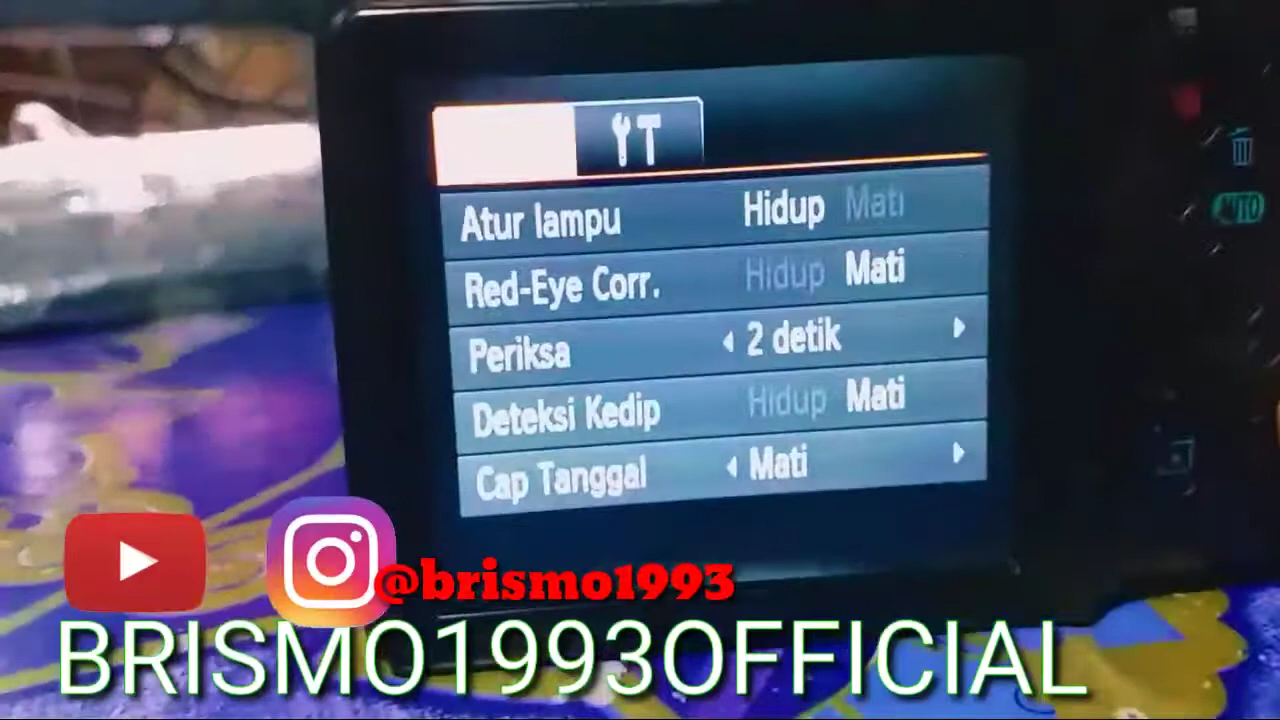 Atur lampu Hidup Mati
Red-Eye Corr. Hidup Mati
Periksa 2 detik
Deteksi Kedip Hidup Mati
Cap Tanggal Mati
AUTO
@brismo1993
BRISMO1993OFFICIAL